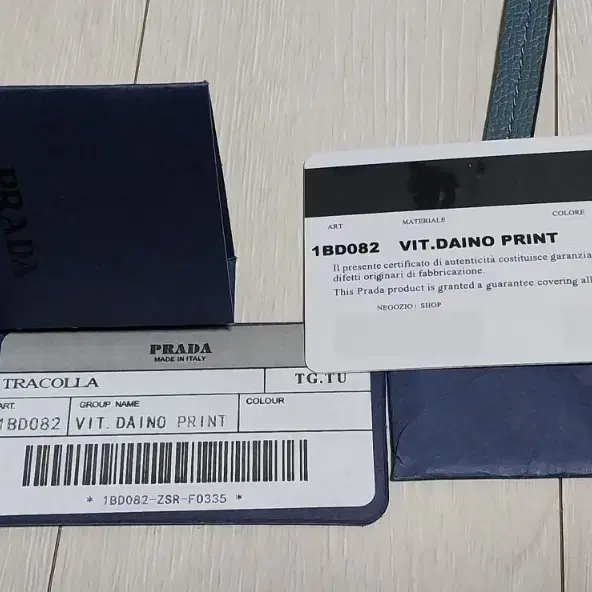 PRADA
ART MATERIALE COLORE
1BD082 VIT.DAINO PRINT
Il presente certificato di autenticità costituisce garanzia
difetti originari di fabbricazione.
This Prada product is granted a guarantee covering all
NEGOZIO / SHOP
PRADA
MADE IN ITALY
TRACOLLA TG.TU
ART. GROUP NAME COLOUR
1BD082 VIT. DAINO PRINT
* 1BD082-ZSR-F0335 *